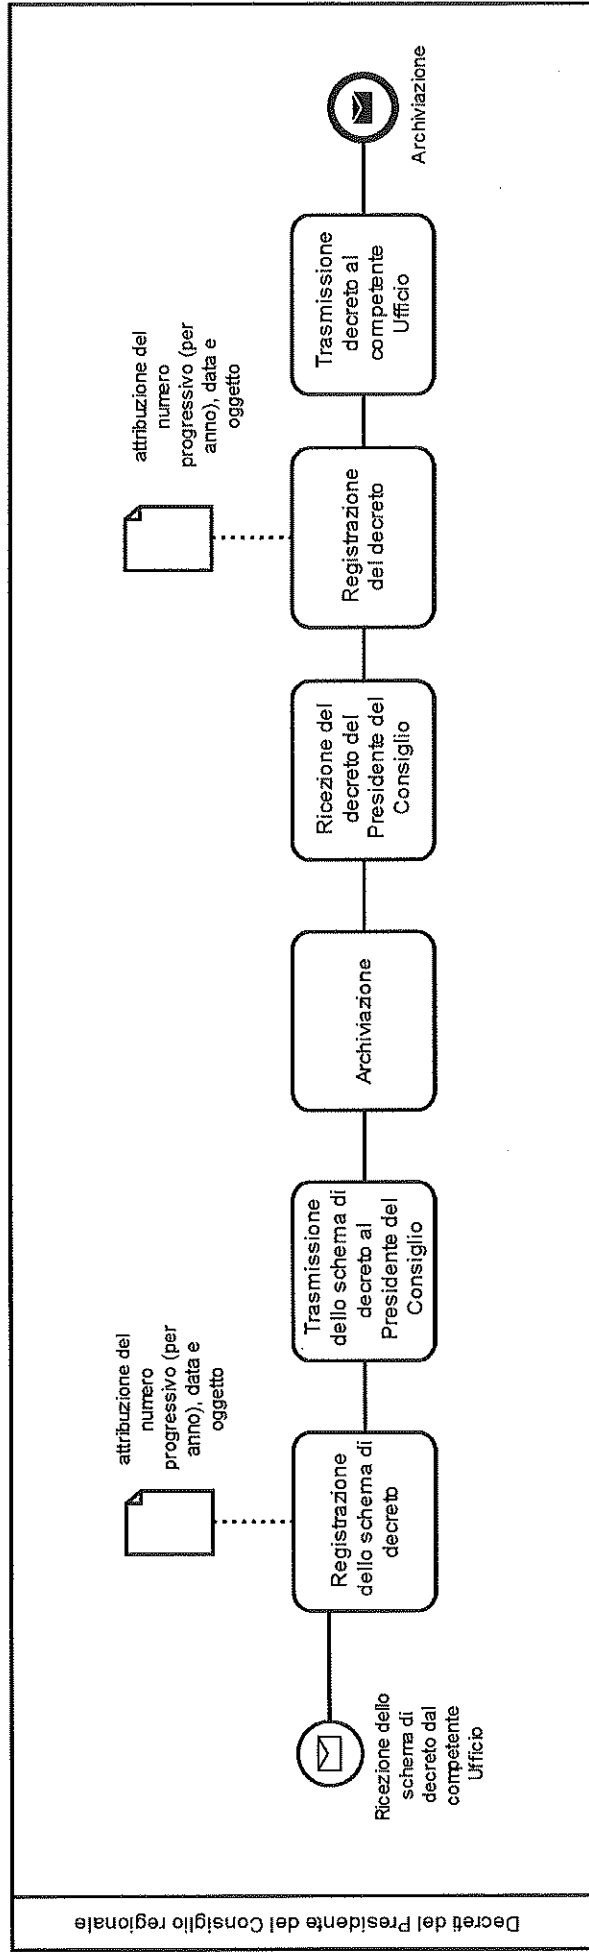 Decreti del Presidente del Consiglio regionale
Ricezione dello
schema di
decreto dal
competente
Ufficio
Registrazione
dello schema di
decreto
attribuzione del
numero
progressivo (per
anno), data e
oggetto
Trasmissione
dello schema di
decreto al
Presidente del
Consiglio
Archiviazione
Ricezione del
decreto del
Presidente del
Consiglio
Registrazione
del decreto
attribuzione del
numero
progressivo (per
anno), data e
oggetto
Trasmissione
decreto al
competente
Ufficio
Archiviazione